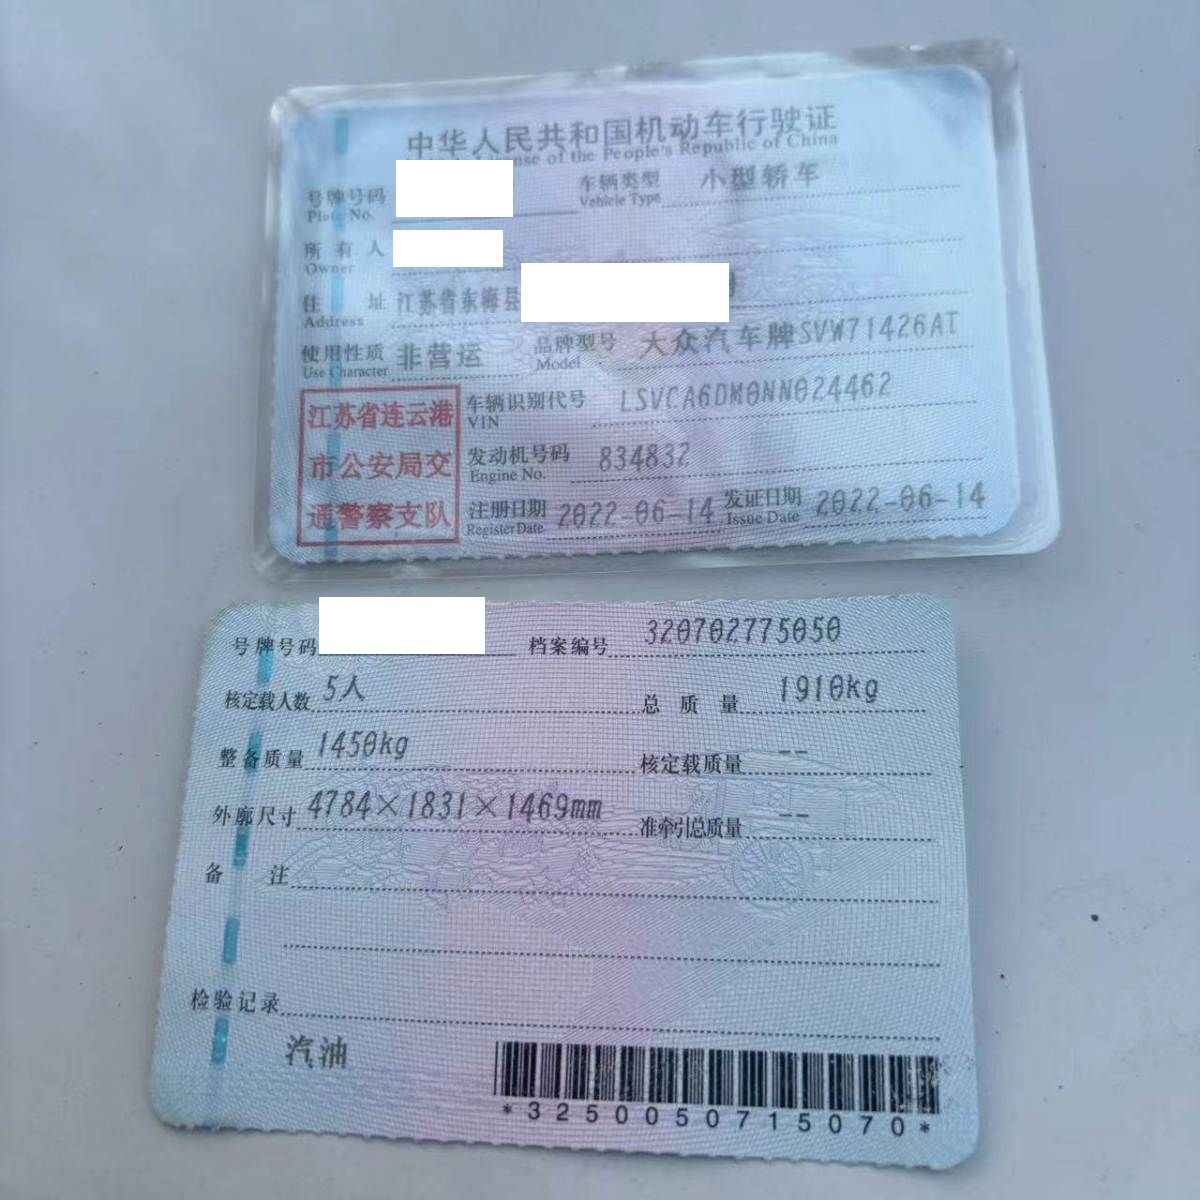 中华人民共和国机动车行驶证
nse of the People's Republic of China
号牌号码 车辆类型 小型轿车
Plate No. Vehicle Type
所有人
Owner
住址 江苏省东海县
Address
使用性质 非营运 品牌型号 大众汽车牌SVW71426AT
Use Character Model
江苏省连云港市公安局交通警察支队
车辆识别代号 LSVCA6DM0NN024462
VIN
发动机号码 834832
Engine No.
注册日期 2022-06-14 发证日期 2022-06-14
Register Date Issue Date
号牌号码 档案编号 320702775050
核定载人数 5人 总质量 1910kg
整备质量 1450kg 核定载质量 --
外廓尺寸 4784×1831×1469mm 准牵引总质量 --
备注
检验记录
汽油
*3250050715070*